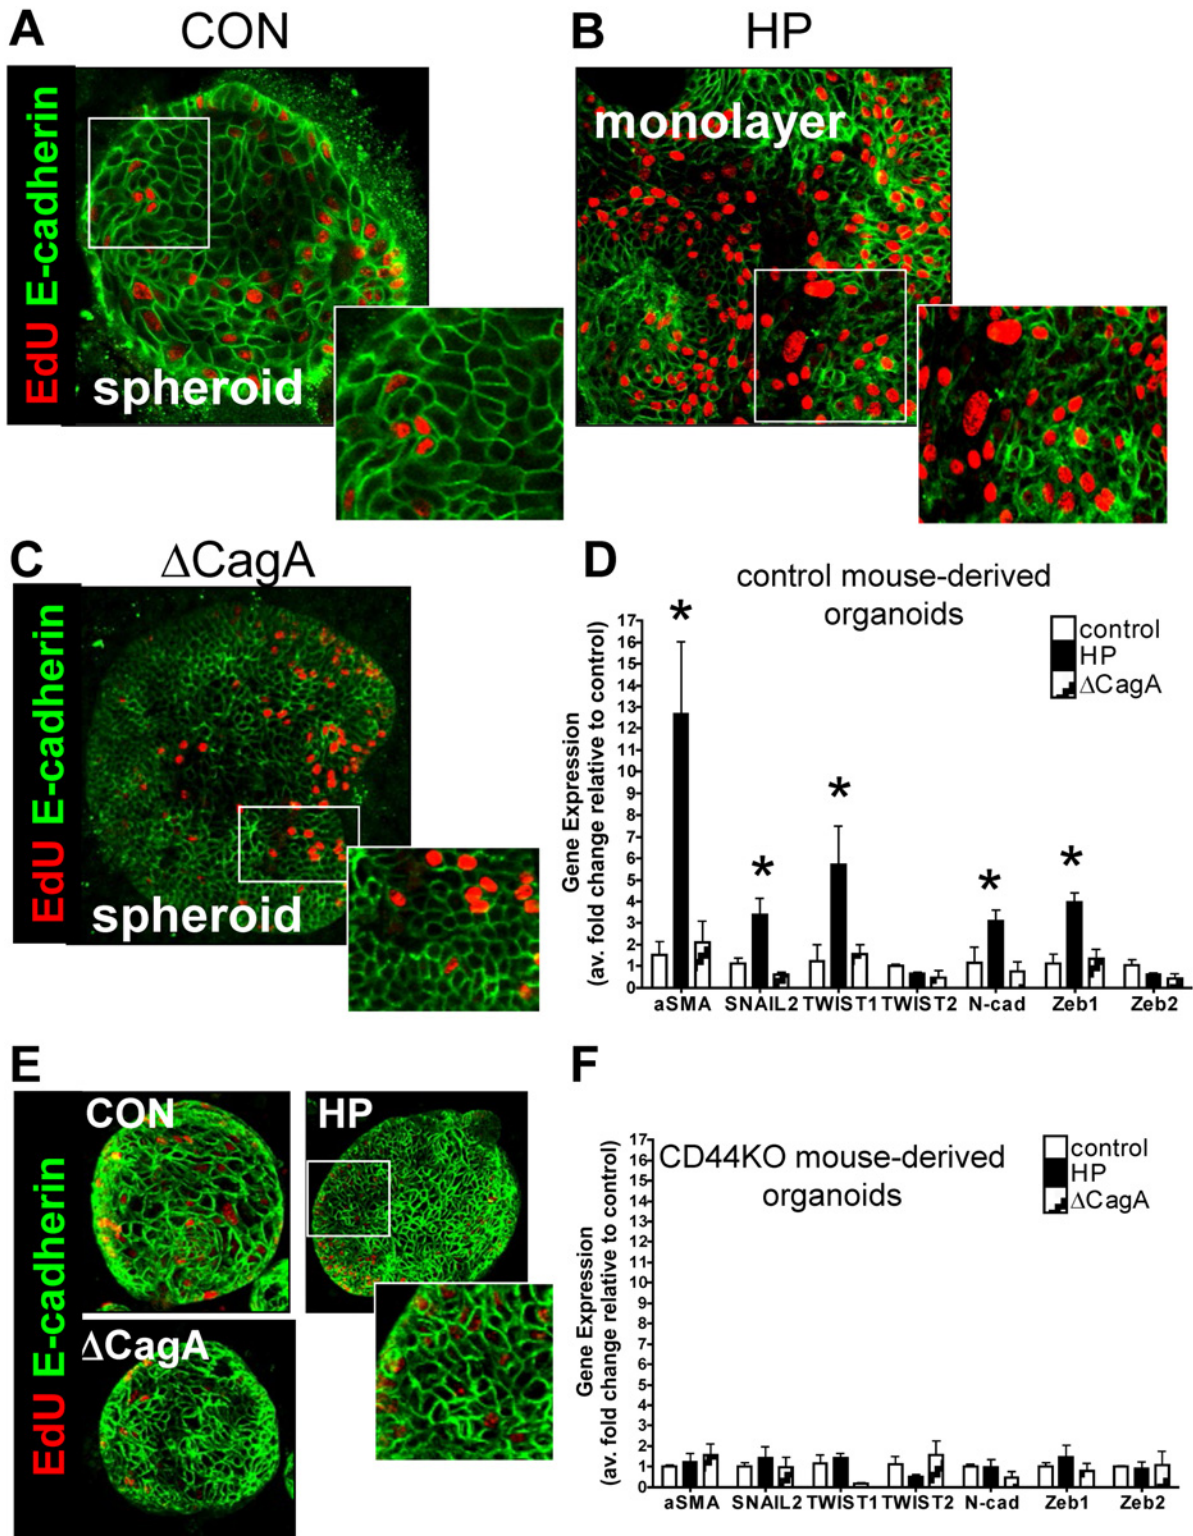 A
CON
EdU E-cadherin
spheroid
B
HP
monolayer
C
ΔCagA
EdU E-cadherin
spheroid
D
control mouse-derived
organoids
control
HP
ΔCagA
Gene Expression
(av. fold change relative to control)
17
16
15
14
13
12
11
10
9
8
7
6
5
4
3
2
1
0
*
*
*
*
*
aSMA SNAIL2 TWIST1 TWIST2 N-cad Zeb1 Zeb2
E
EdU E-cadherin
CON
HP
ΔCagA
F
CD44KO mouse-derived
organoids
control
HP
ΔCagA
Gene Expression
(av. fold change relative to control)
17
16
15
14
13
12
11
10
9
8
7
6
5
4
3
2
1
0
aSMA SNAIL2 TWIST1 TWIST2 N-cad Zeb1 Zeb2